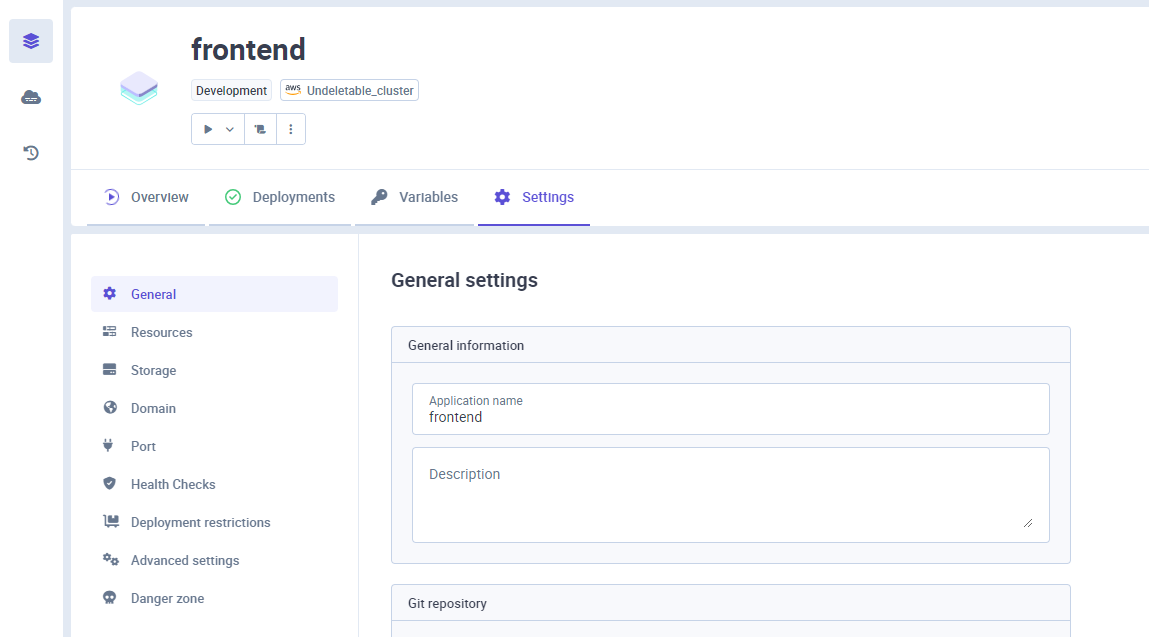 frontend
Development
aws Undeletable_cluster
Overview Deployments Variables Settings
General
Resources
Storage
Domain
Port
Health Checks
Deployment restrictions
Advanced settings
Danger zone
General settings
General information
Application name
frontend
Description
Git repository